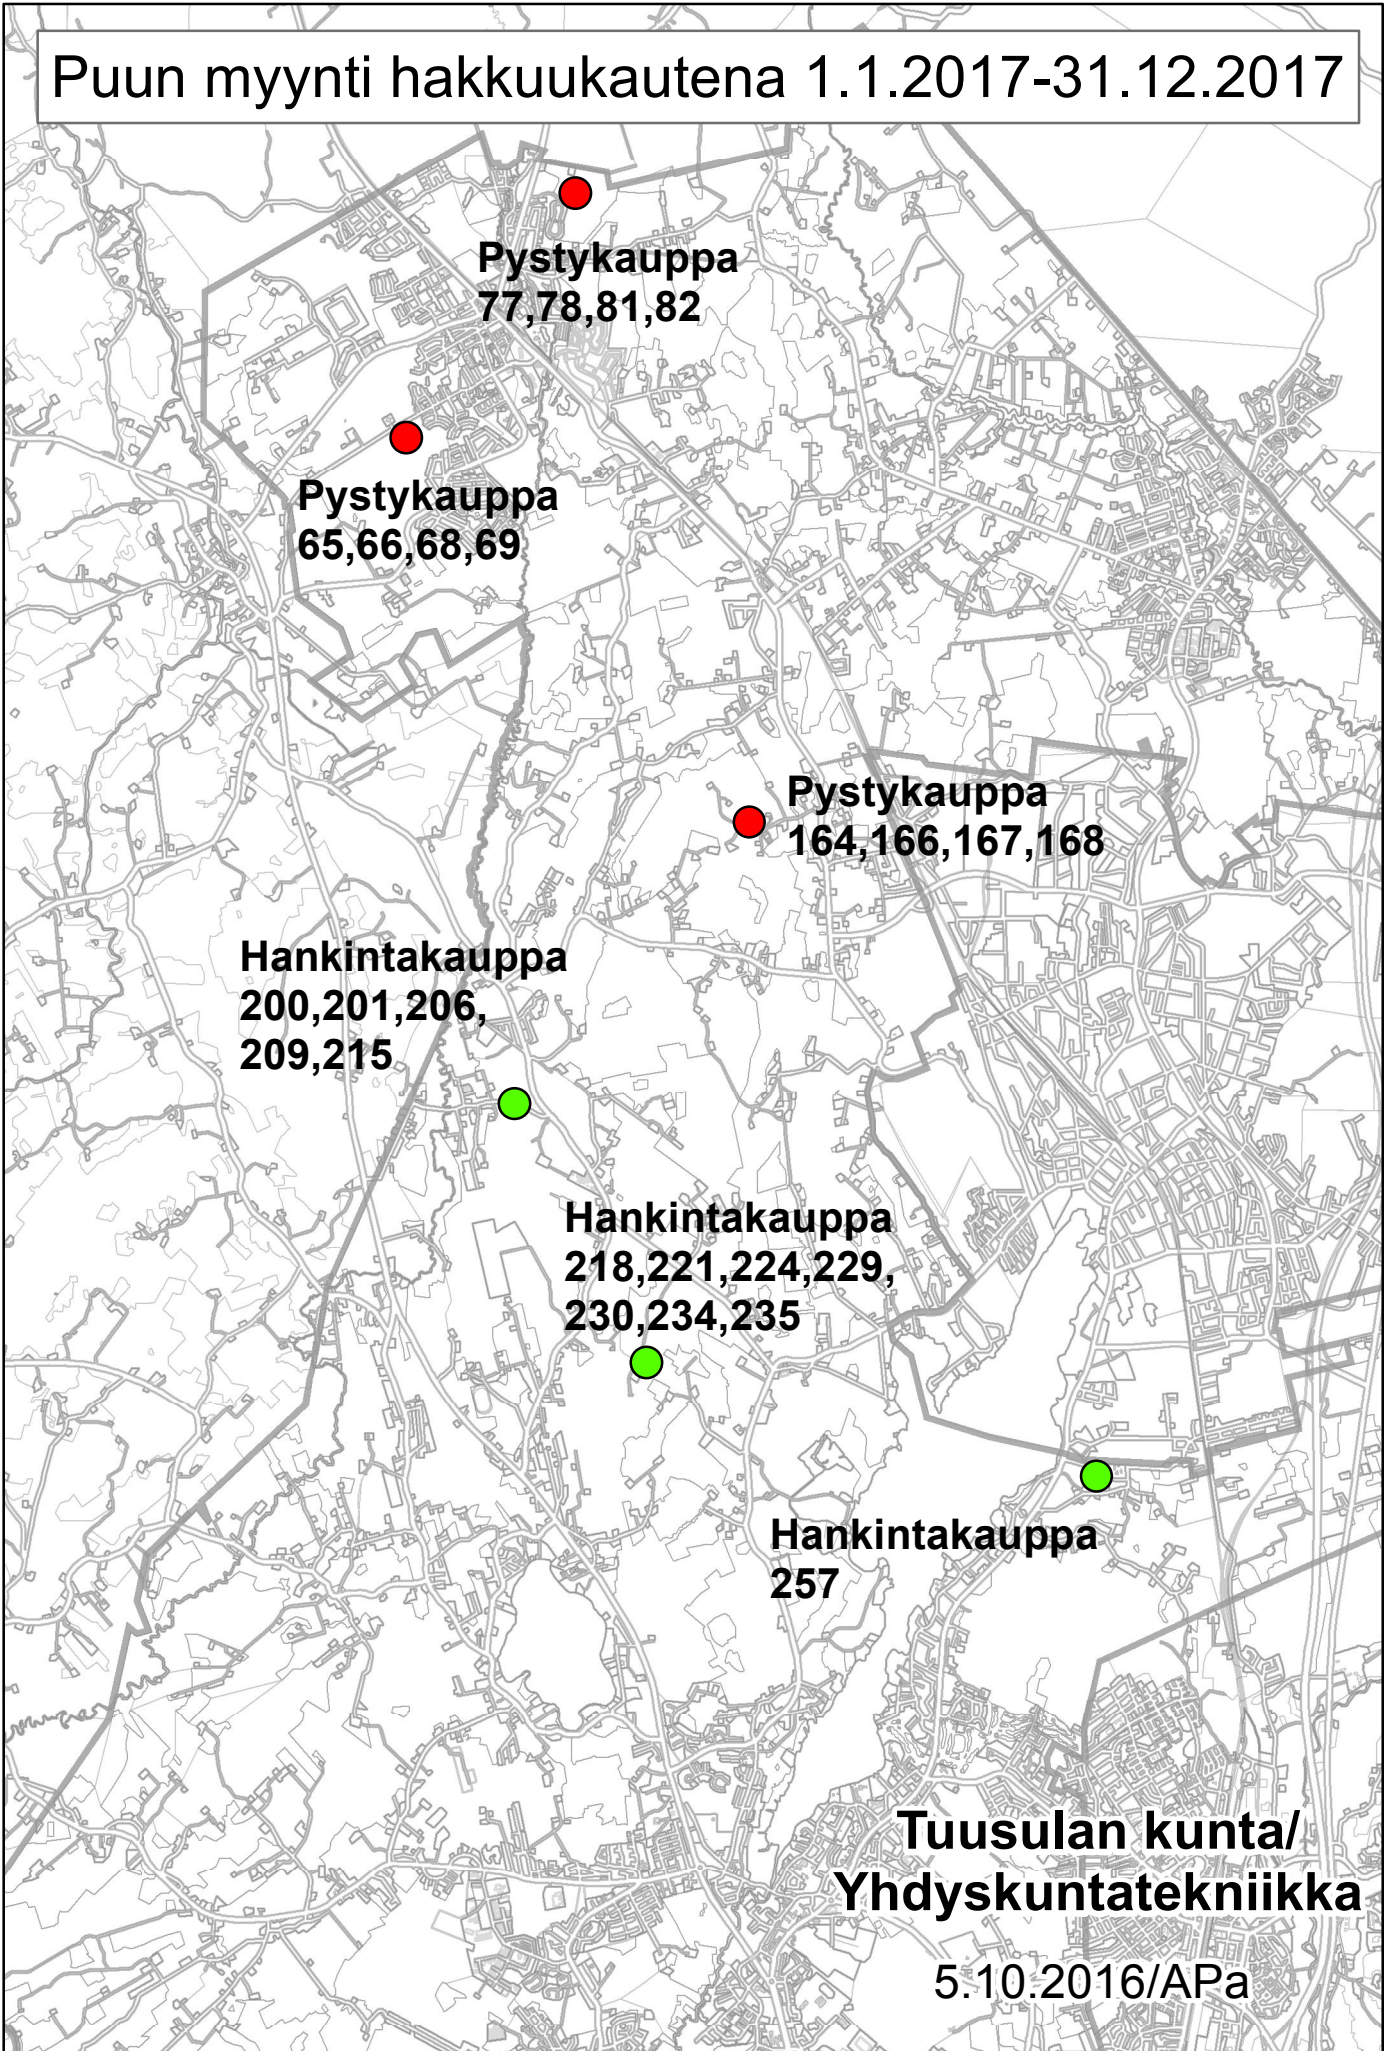 Puun myynti hakkuukautena 1.1.2017-31.12.2017
Pystykauppa
77,78,81,82
Pystykauppa
65,66,68,69
Pystykauppa
164,166,167,168
Hankintakauppa
200,201,206,
209,215
Hankintakauppa
218,221,224,229,
230,234,235
Hankintakauppa
257
Tuusulan kunta/
Yhdyskuntatekniikka
5.10.2016/APa